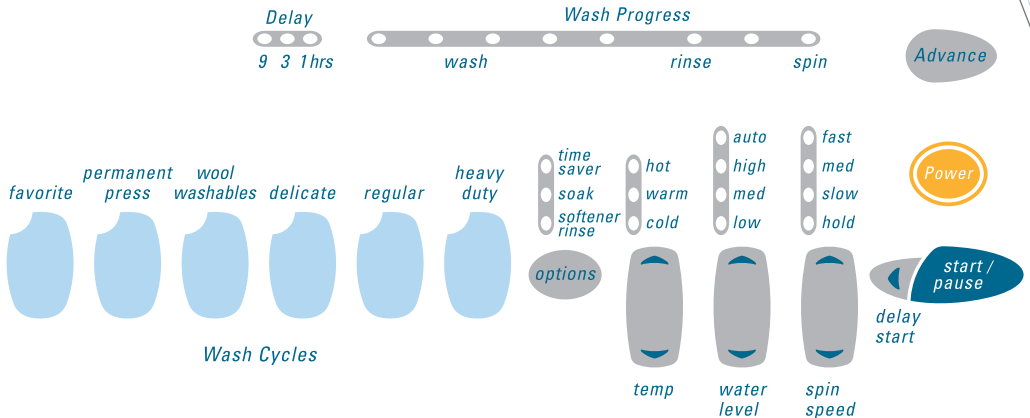 Delay
9 3 1hrs
Wash Progress
wash
rinse
spin
Advance
favorite
permanent
press
wool
washables
delicate
regular
heavy
duty
time
saver
soak
softener
rinse
options
hot
warm
cold
auto
high
med
low
fast
med
slow
hold
Power
start /
pause
delay
start
Wash Cycles
temp
water
level
spin
speed